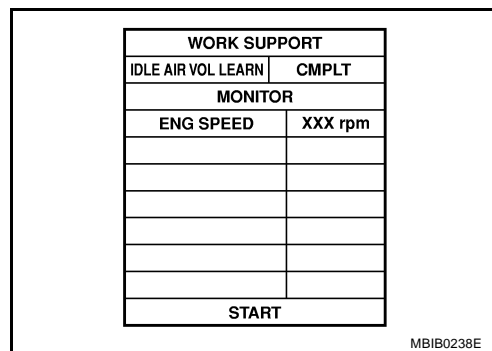 WORK SUPPORT
IDLE AIR VOL LEARN CMPLT
MONITOR
ENG SPEED XXX rpm
START
MBIB0238E